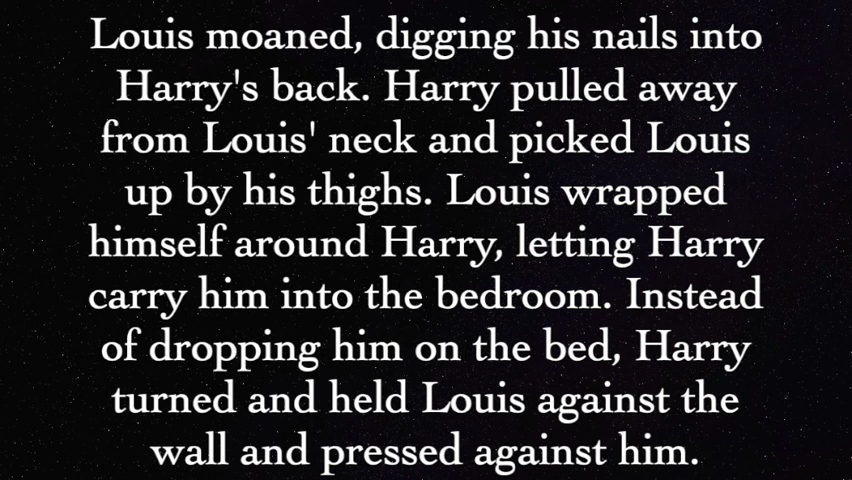 Louis moaned, digging his nails into
Harry's back. Harry pulled away
from Louis' neck and picked Louis
up by his thighs. Louis wrapped
himself around Harry, letting Harry
carry him into the bedroom. Instead
of dropping him on the bed, Harry
turned and held Louis against the
wall and pressed against him.